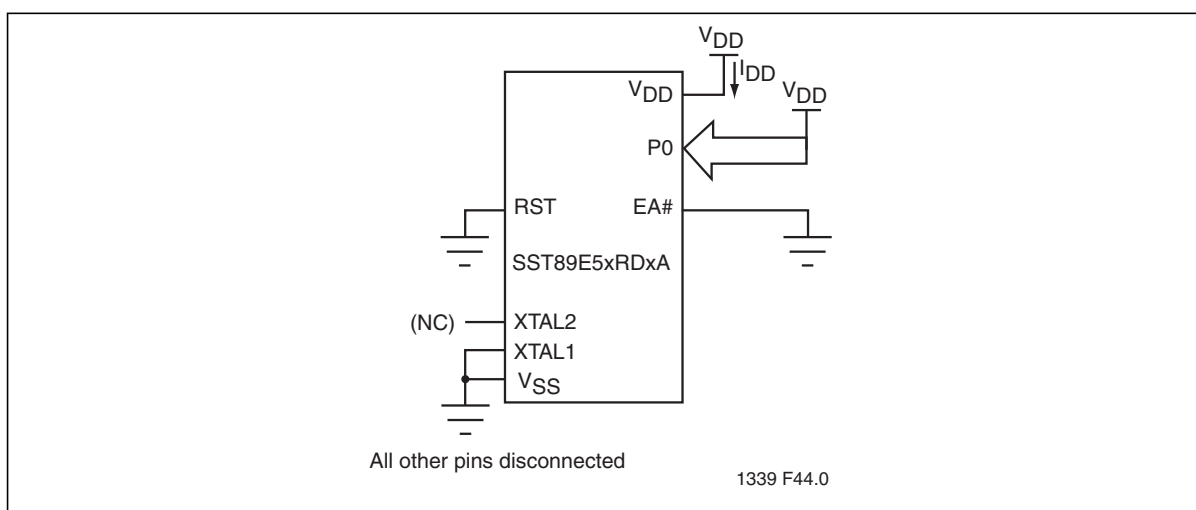 VDD
IDD
VDD
VDD
P0
RST
EA#
SST89E5xRDxA
(NC)
XTAL2
XTAL1
VSS
All other pins disconnected
1339 F44.0